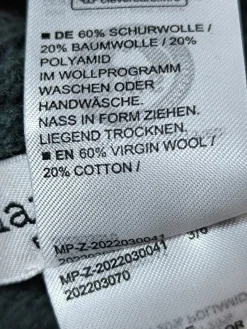 ■ DE 60% SCHURWOLLE /
20% BAUMWOLLE / 20%
POLYAMID
IM WOLLPROGRAMM
WASCHEN ODER
HANDWÄSCHE.
NASS IN FORM ZIEHEN.
LIEGEND TROCKNEN.
■ EN 60% VIRGIN WOOL /
20% COTTON /
MP-Z-2022030041
MP-Z-2022030041
202203070